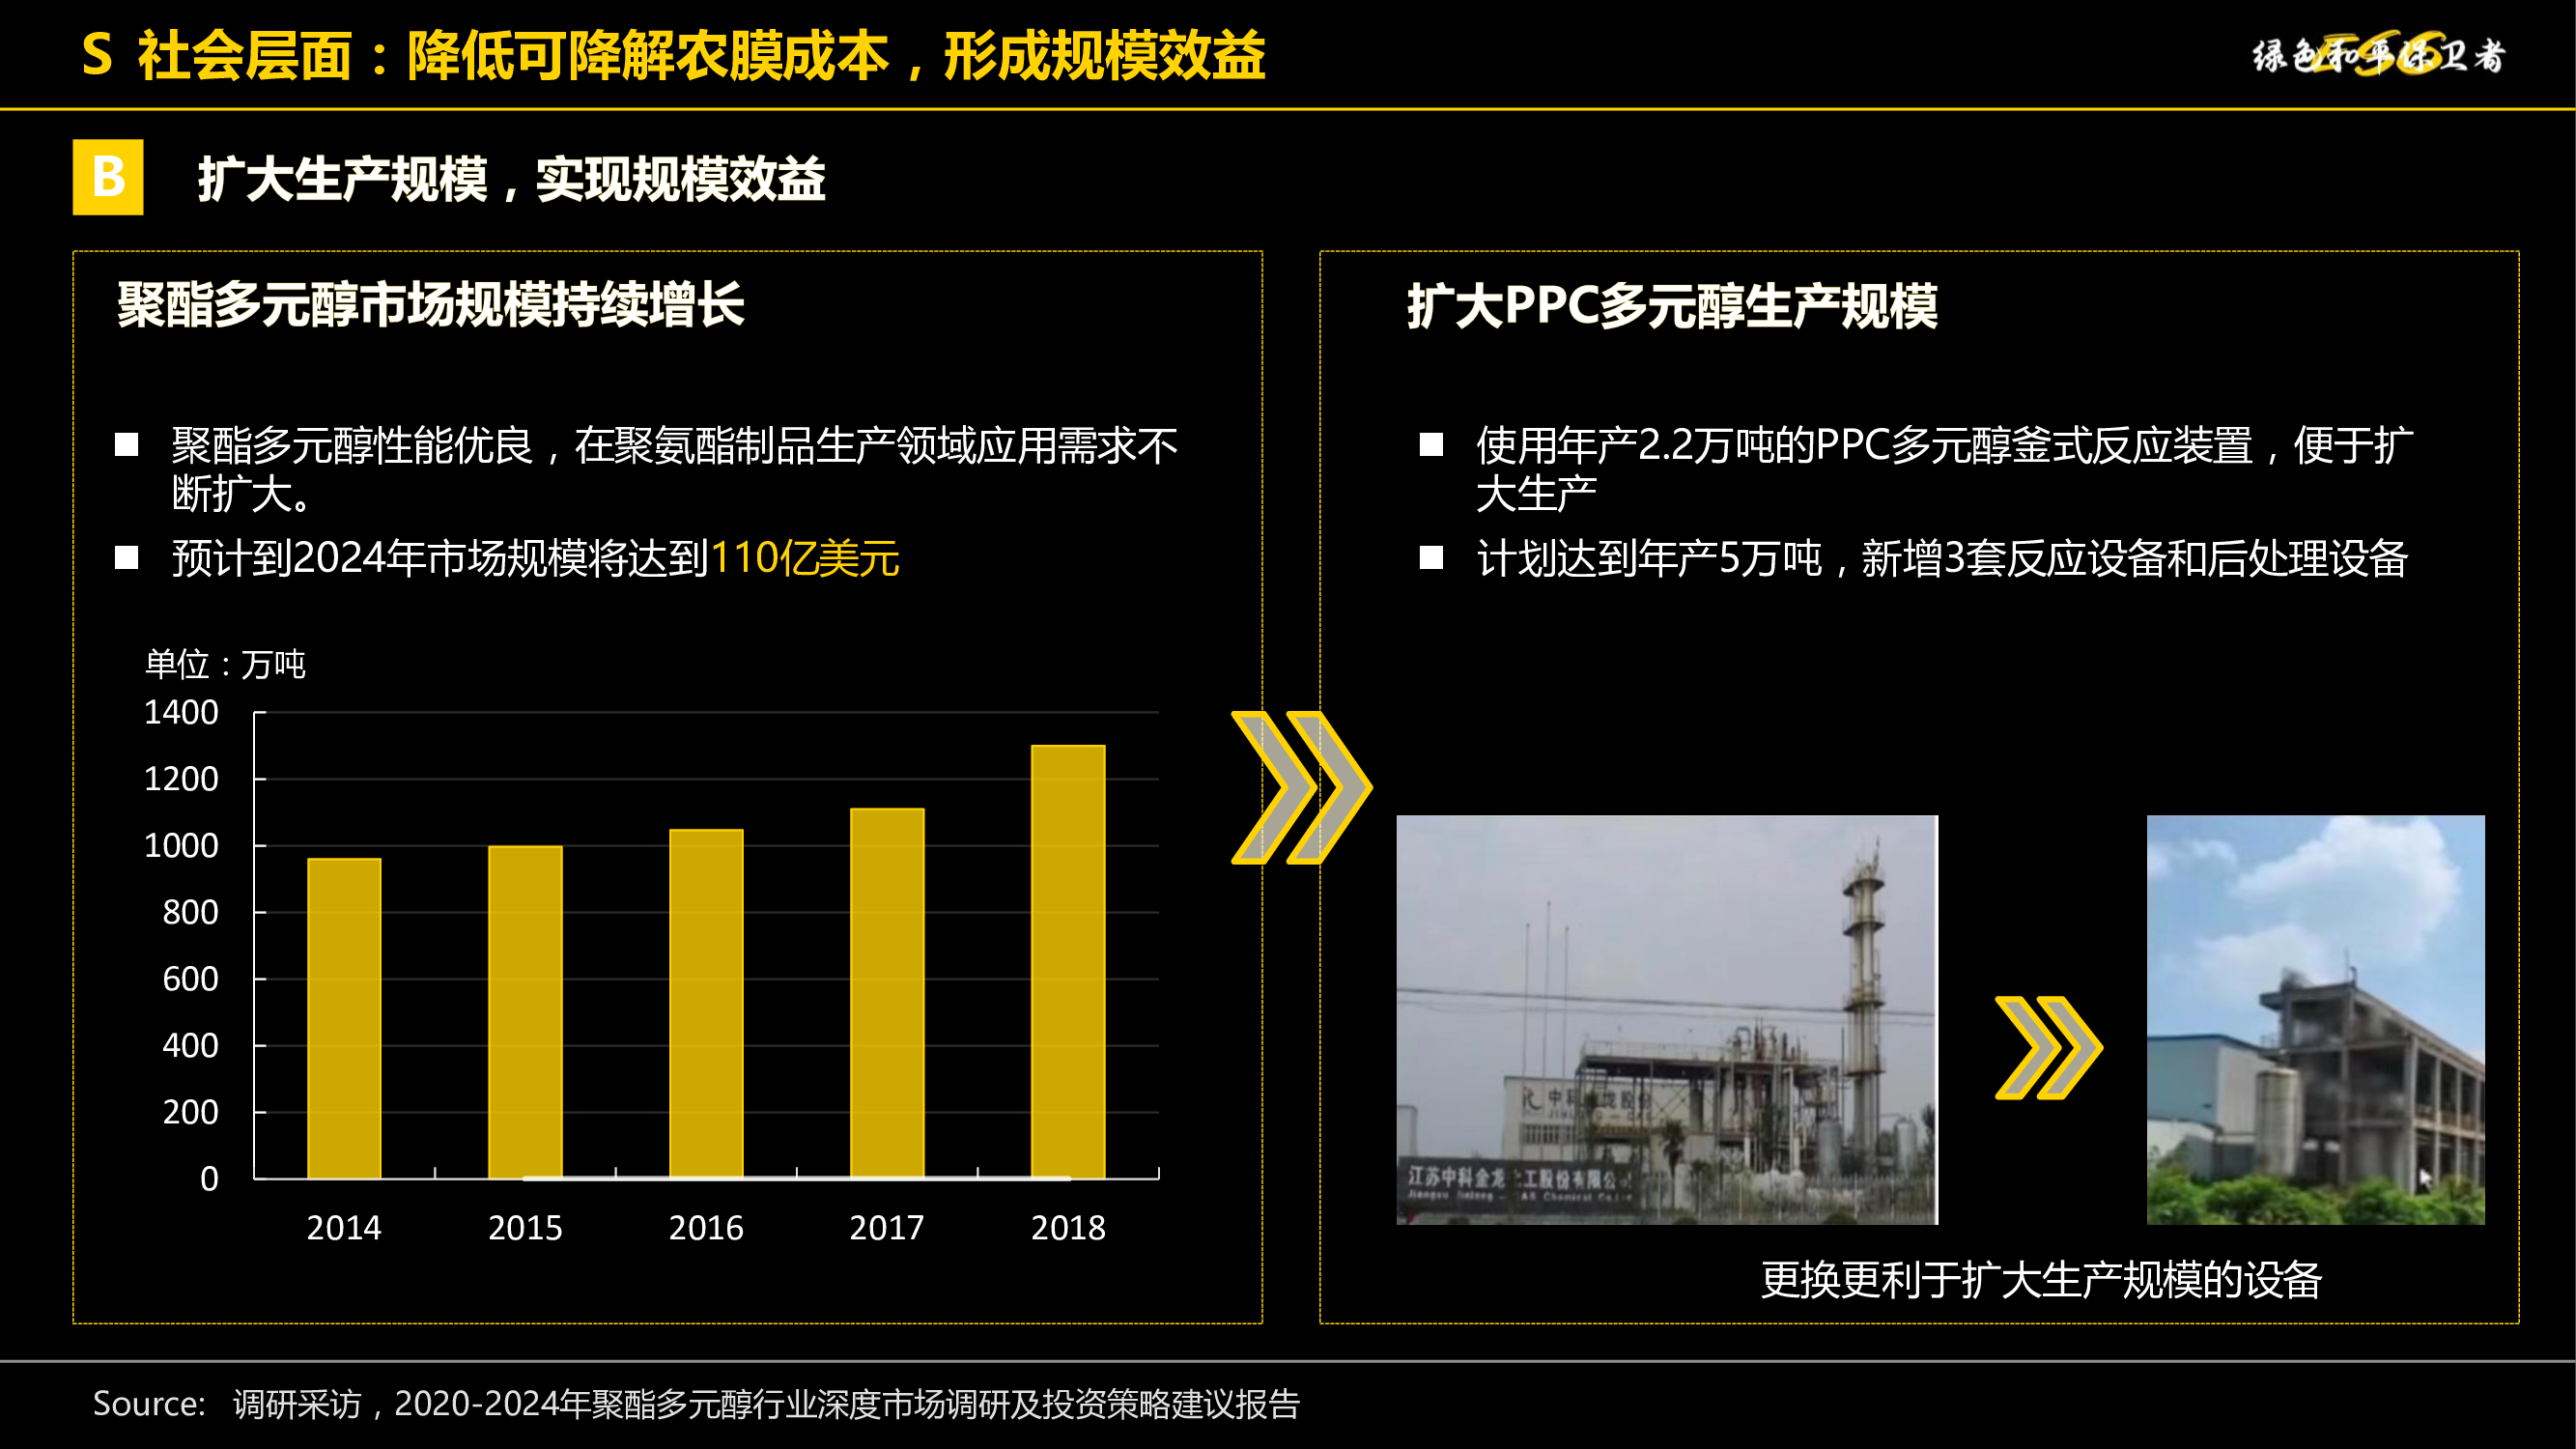 S 社会层面：降低可降解农膜成本，形成规模效益
绿色和平保卫者
ESG
B
扩大生产规模，实现规模效益
聚酯多元醇市场规模持续增长
■ 聚酯多元醇性能优良，在聚氨酯制品生产领域应用需求不
断扩大。
■ 预计到2024年市场规模将达到110亿美元
单位：万吨
1400
1200
1000
800
600
400
200
0
2014 2015 2016 2017 2018
扩大PPC多元醇生产规模
■ 使用年产2.2万吨的PPC多元醇釜式反应装置，便于扩
大生产
■ 计划达到年产5万吨，新增3套反应设备和后处理设备
江苏中科金龙化工股份有限公
更换更利于扩大生产规模的设备
Source: 调研采访，2020-2024年聚酯多元醇行业深度市场调研及投资策略建议报告